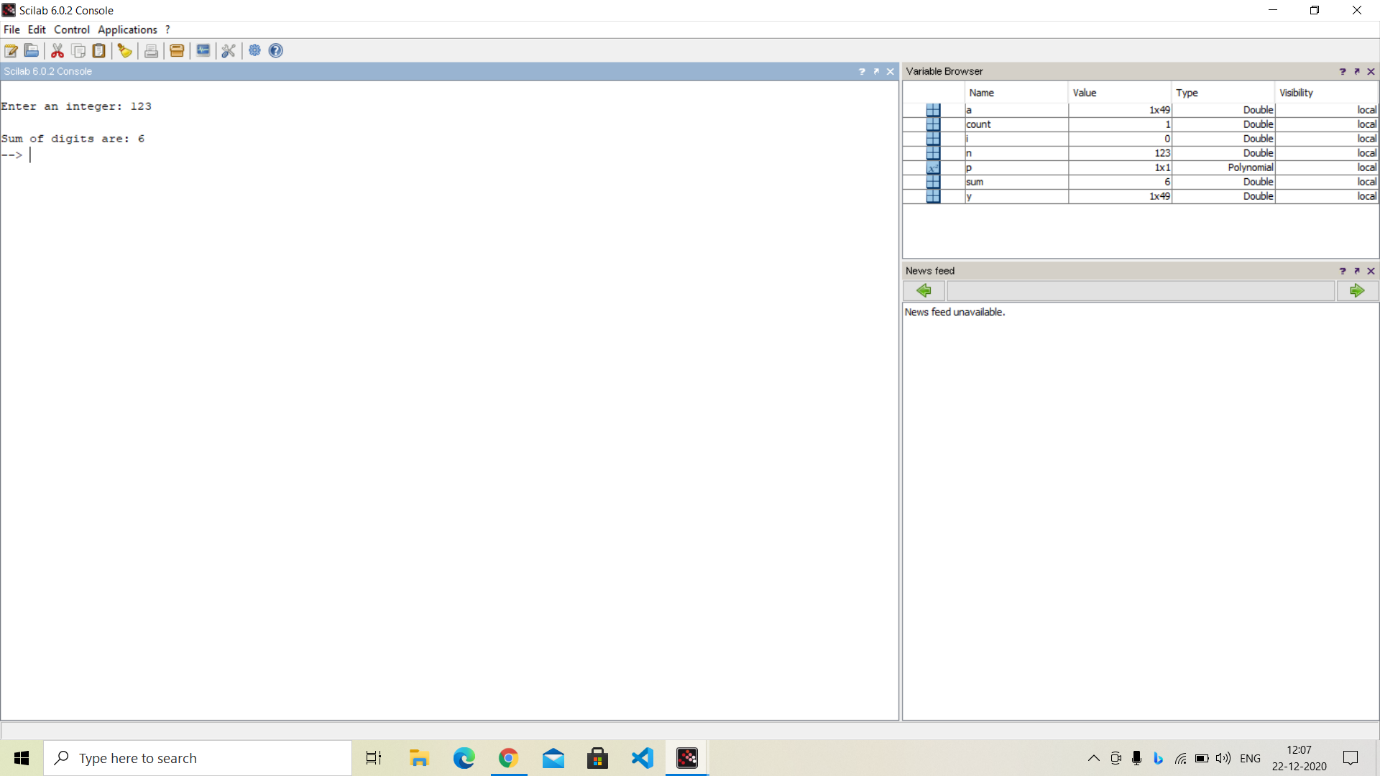 Scilab 6.0.2 Console
File Edit Control Applications ?
Scilab 6.0.2 Console
Enter an integer: 123
Sum of digits are: 6
-->
Variable Browser
Name Value Type Visibility
a 1x49 Double local
count 1 Double local
i 0 Double local
n 123 Double local
p 1x1 Polynomial local
sum 6 Double local
y 1x49 Double local
News feed
News feed unavailable.
Type here to search
ENG
12:07
22-12-2020